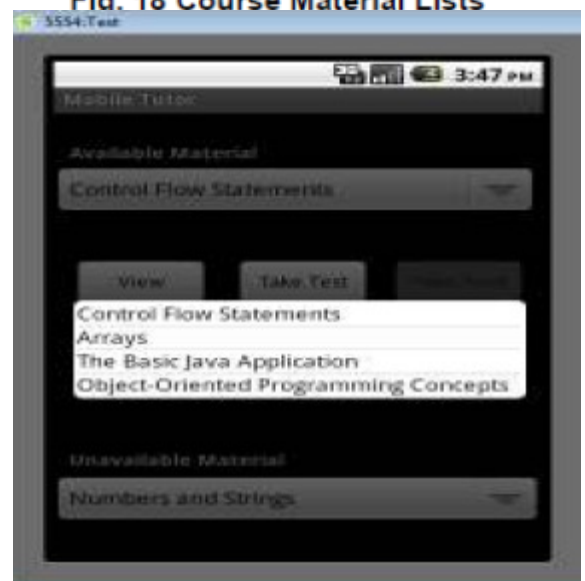 Fig. 18 Course Material Lists
5554:Test
3:47 PM
Mobile Tutor
Available Material
Control Flow Statements
View
Take Test
Control Flow Statements
Arrays
The Basic Java Application
Object-Oriented Programming Concepts
Unavailable Material
Numbers and Strings